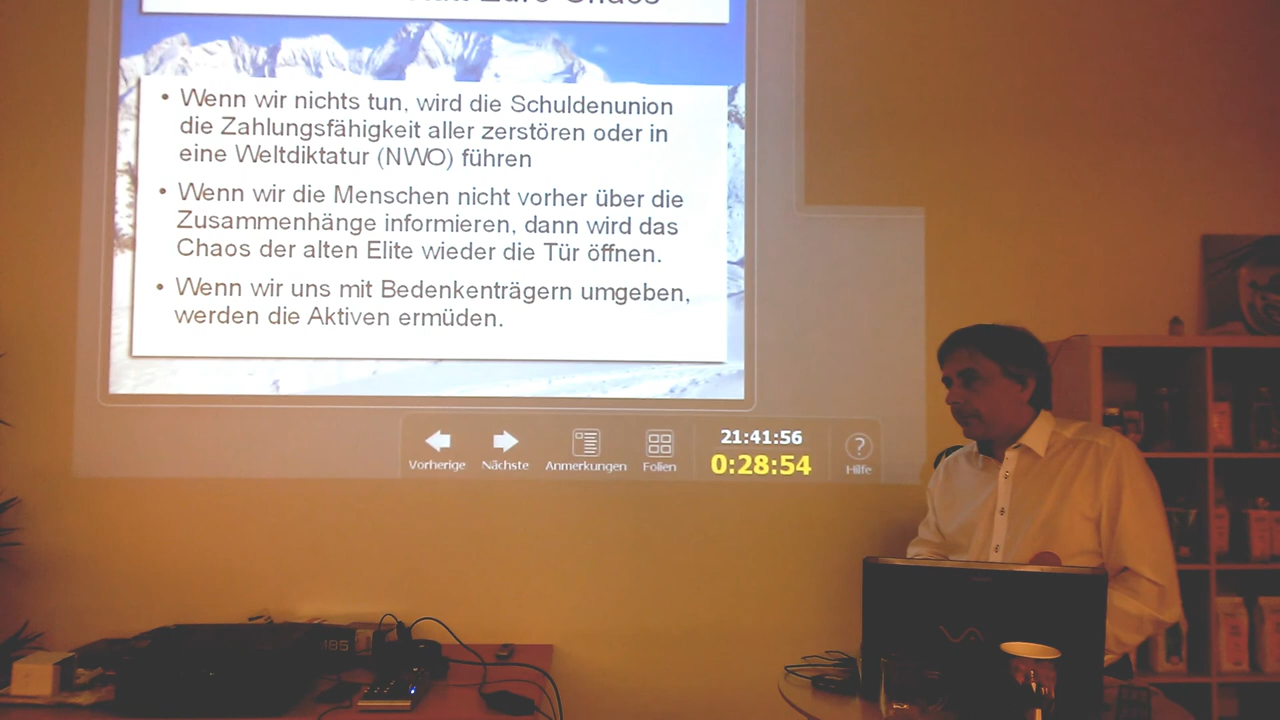 Euro Chaos
• Wenn wir nichts tun, wird die Schuldenunion
die Zahlungsfähigkeit aller zerstören oder in
eine Weltdiktatur (NWO) führen
• Wenn wir die Menschen nicht vorher über die
Zusammenhänge informieren, dann wird das
Chaos der alten Elite wieder die Tür öffnen.
• Wenn wir uns mit Bedenkenträgern umgeben,
werden die Aktiven ermüden.
Vorherige Nächste Anmerkungen Folien 21:41:56 0:28:54 Hilfe
185